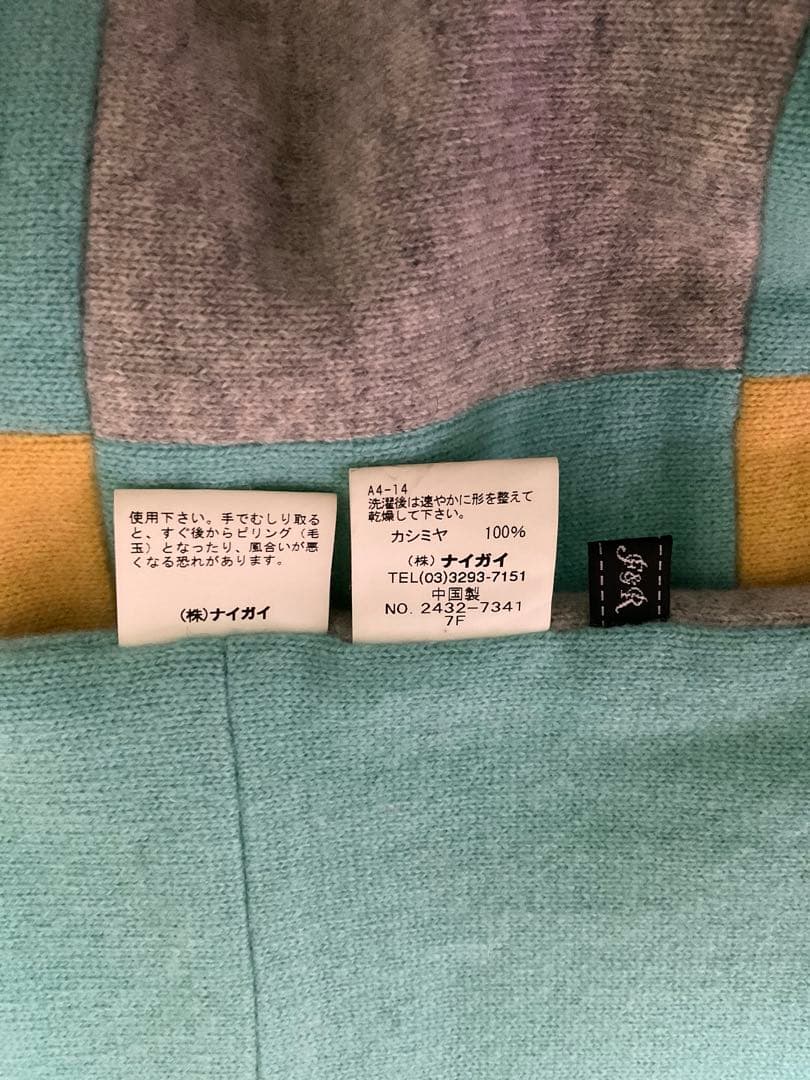 使用下さい。手でむしり取る
と、すぐ後からピリング(毛
玉)となったり、風合いが悪
くなる恐れがあります。
(株)ナイガイ
A4-14
洗濯後は速やかに形を整えて
乾燥して下さい。
カシミヤ 100%
(株)ナイガイ
TEL(03)3293-7151
中国製
NO. 2432-7341
7F